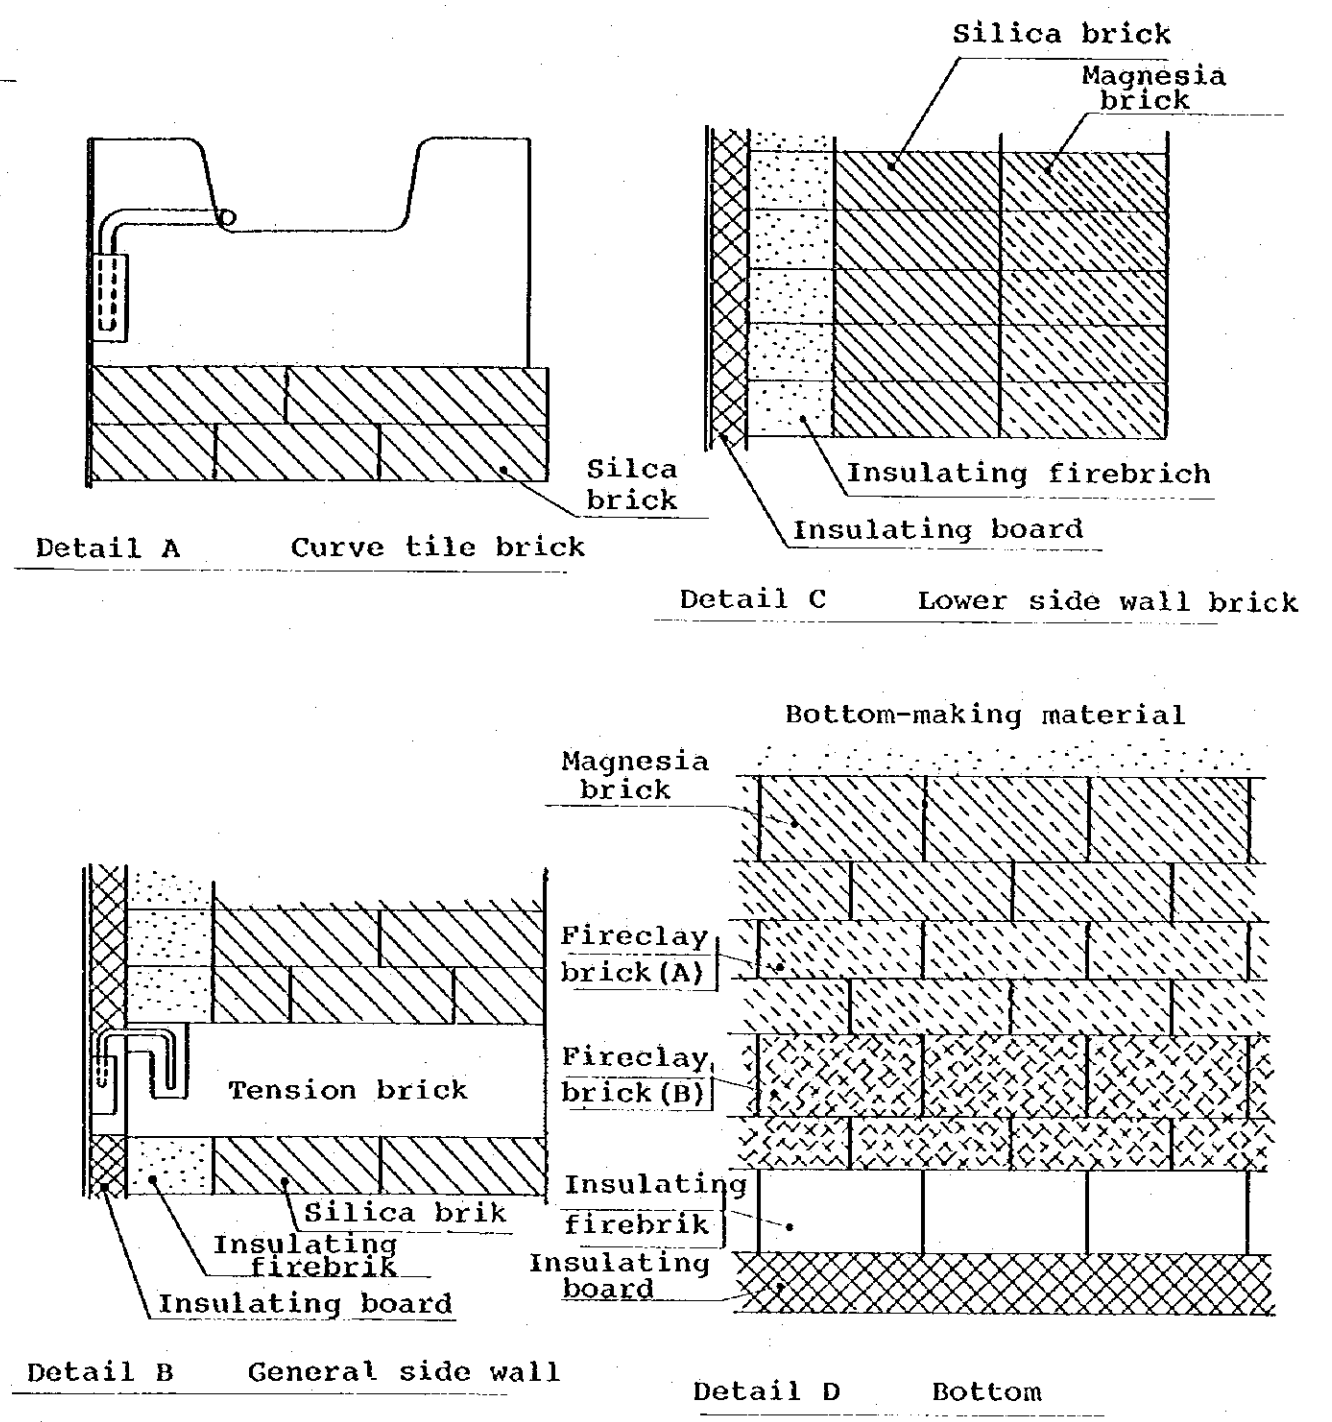 Silica brick
Magnesia
brick
Silca
brick
Insulating firebrich
Insulating board
Detail A Curve tile brick
Detail C Lower side wall brick
Bottom-making material
Magnesia
brick
Fireclay
brick(A)
Fireclay
brick(B)
Tension brick
Insulating
firebrik
Insulating
board
Silica brik
Insulating
firebrik
Insulating board
Detail B General side wall
Detail D Bottom